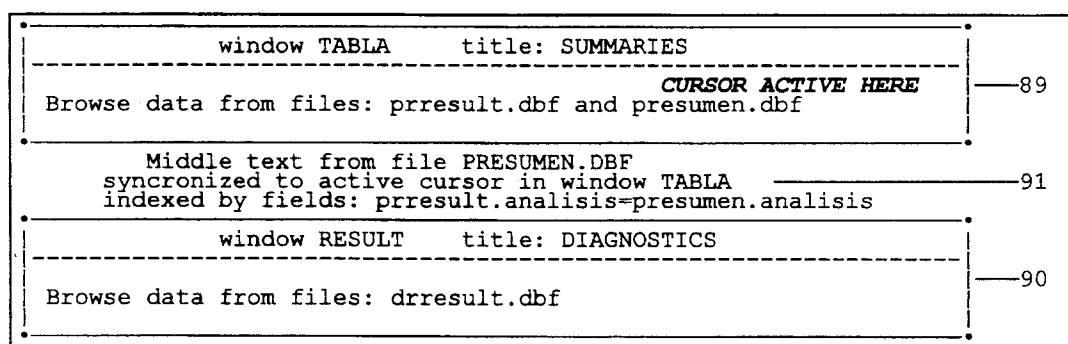 window TABLA title: SUMMARIES
CURSOR ACTIVE HERE
89
Browse data from files: prresult.dbf and presumen.dbf
Middle text from file PRESUMEN.DBF
syncronized to active cursor in window TABLA
91
indexed by fields: prresult.analisis=presumen.analisis
window RESULT title: DIAGNOSTICS
90
Browse data from files: drresult.dbf